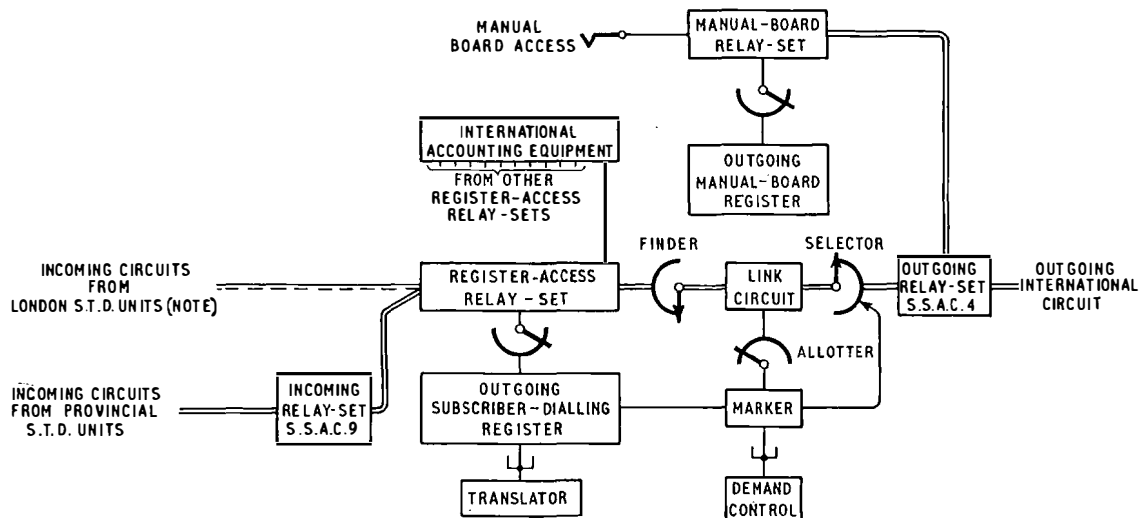 MANUAL
BOARD ACCESS
MANUAL-BOARD
RELAY-SET
INTERNATIONAL
ACCOUNTING EQUIPMENT
FROM OTHER
REGISTER-ACCESS
RELAY-SETS
OUTGOING
MANUAL-BOARD
REGISTER
INCOMING CIRCUITS
FROM
LONDON S.T.D. UNITS (NOTE)
REGISTER-ACCESS
RELAY-SET
FINDER
LINK
CIRCUIT
SELECTOR
OUTGOING
RELAY-SET
S.S.A.C.4
OUTGOING
INTERNATIONAL
CIRCUIT
ALLOTTER
INCOMING CIRCUITS
FROM PROVINCIAL
S.T.D. UNITS
INCOMING
RELAY-SET
S.S.A.C.9
OUTGOING
SUBSCRIBER-DIALLING
REGISTER
MARKER
TRANSLATOR
DEMAND
CONTROL